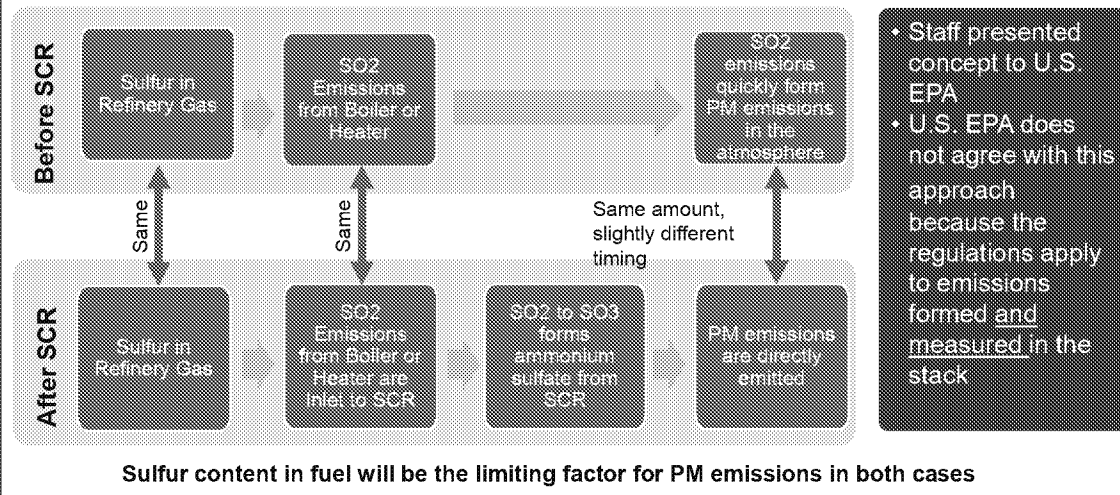 Before SCR
Sulfur in
Refinery Gas
SO2
Emissions
from Boiler or
Heater
SO2
emissions
quickly form
PM emissions
in the
atmosphere
Same
Same
Same amount,
slightly different
timing
After SCR
Sulfur in
Refinery Gas
SO2
Emissions
from Boiler or
Heater are
Inlet to SCR
SO2 to SO3
forms
ammonium
sulfate from
SCR
PM emissions
are directly
emitted
Sulfur content in fuel will be the limiting factor for PM emissions in both cases
• Staff presented
concept to U.S.
EPA
• U.S. EPA does
not agree with this
approach
because the
regulations apply
to emissions
formed and
measured in the
stack